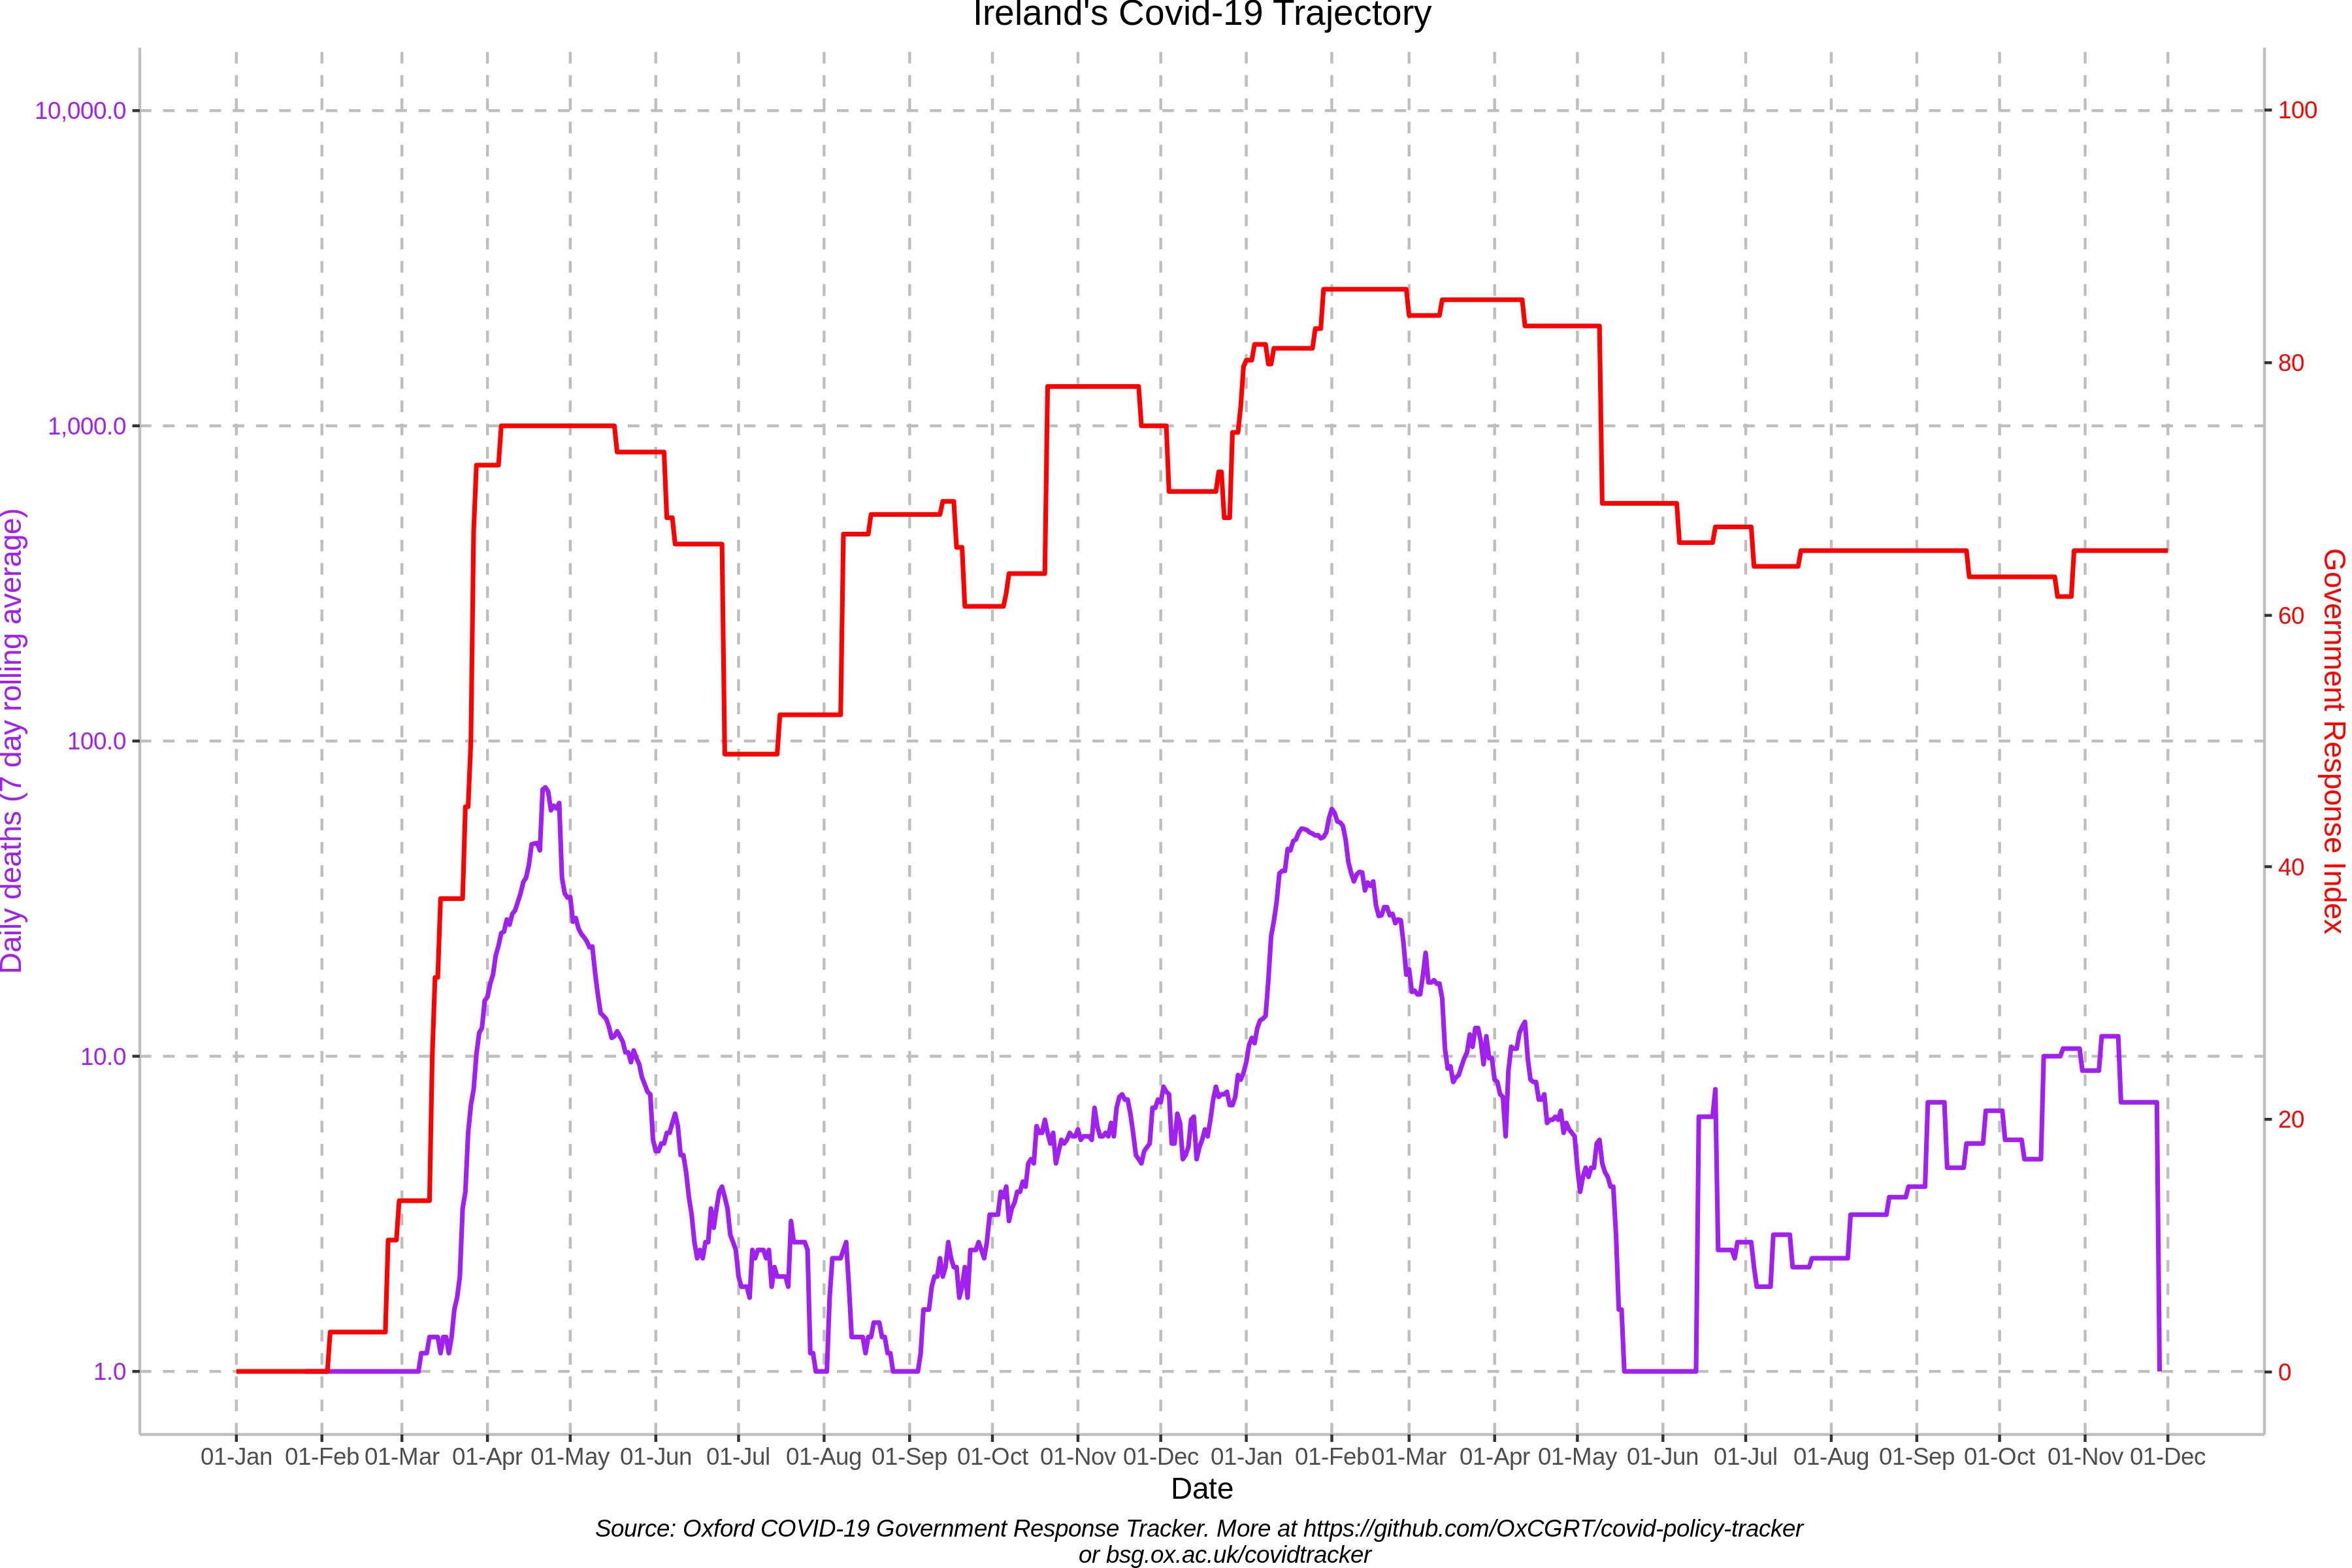 Ireland's Covid-19 Trajectory
10,000.0
1,000.0
100.0
10.0
1.0
Daily deaths (7 day rolling average)
100
80
60
40
20
0
Government Response Index
01-Jan 01-Feb 01-Mar 01-Apr 01-May 01-Jun 01-Jul 01-Aug 01-Sep 01-Oct 01-Nov 01-Dec 01-Jan 01-Feb 01-Mar 01-Apr 01-May 01-Jun 01-Jul 01-Aug 01-Sep 01-Oct 01-Nov 01-Dec
Date
Source: Oxford COVID-19 Government Response Tracker. More at https://github.com/OxCGRT/covid-policy-tracker
or bsg.ox.ac.uk/covidtracker